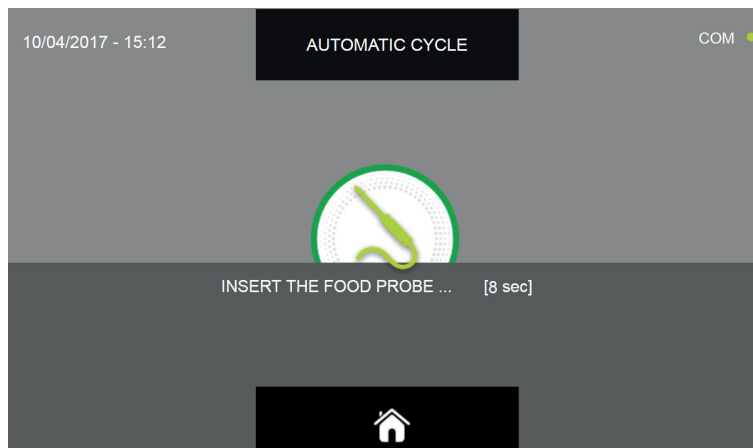 10/04/2017 - 15:12
AUTOMATIC CYCLE
COM
INSERT THE FOOD PROBE ... [8 sec]